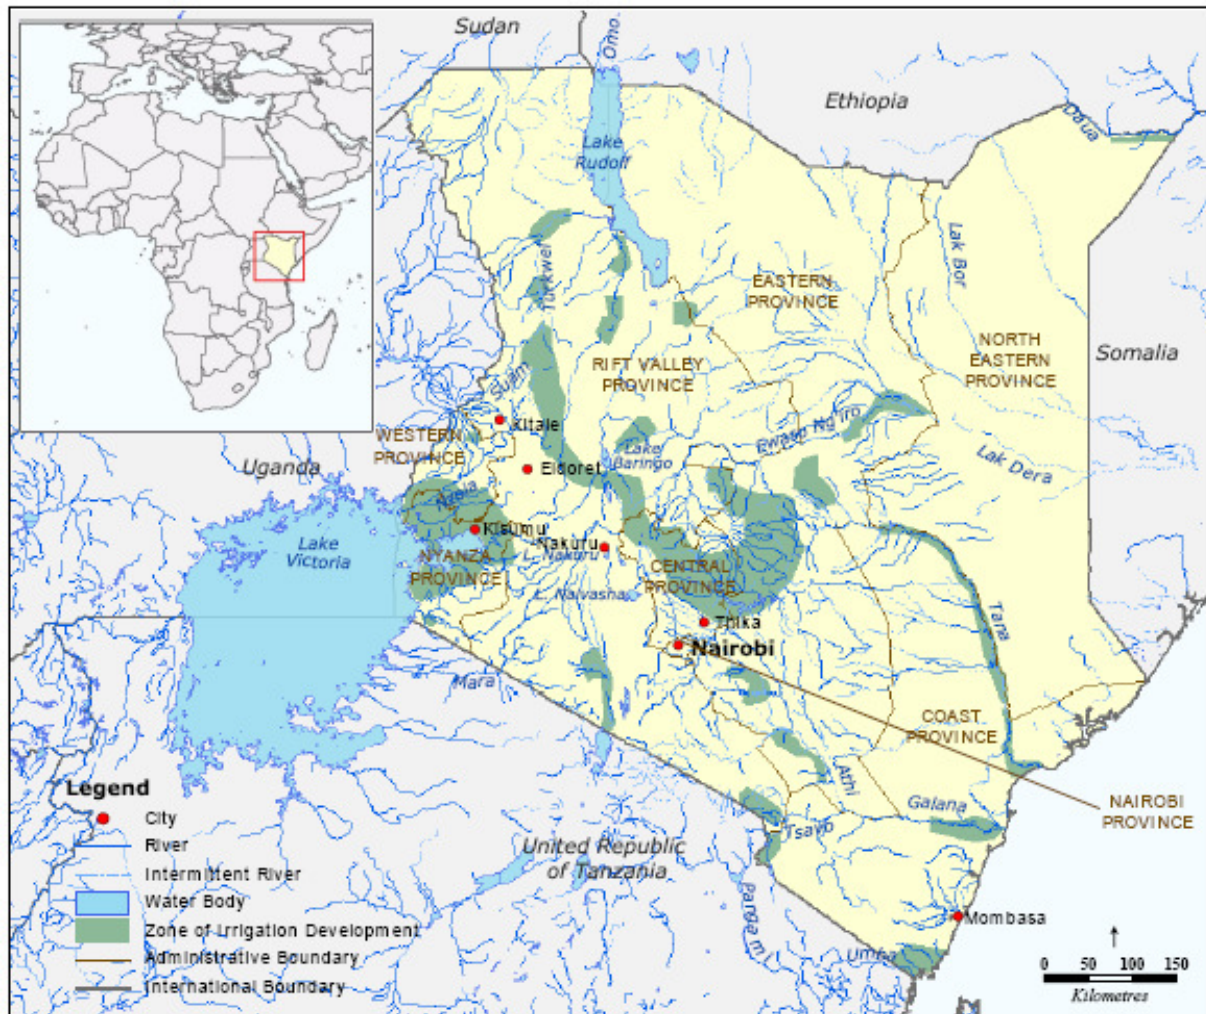 Sudan
Omo.
Ethiopia
Daua
Lake
Rudolf
Turkwel
Lak Bor
EASTERN
PROVINCE
NORTH
EASTERN
PROVINCE
Somalia
RIFT VALLEY
PROVINCE
Suam
Kitale
WESTERN
PROVINCE
Uganda
Ewaso Ng'iro
Lake
Baringo
Eldoret
Lak Dera
Nzoia
Kisumu
Lake
Victoria
Nakuru
L. Nakuru
NYANZA
PROVINCE
CENTRAL
PROVINCE
L. Naivasha
Tana
Thika
Nairobi
Mara
COAST
PROVINCE
Athi
Galana
NAIROBI
PROVINCE
Tsavo
United Republic
of Tanzania
Mombasa
Umba
Legend
City
River
Intermittent River
Water Body
Zone of Irrigation Development
Administrative Boundary
International Boundary
0 50 100 150
Kilometres